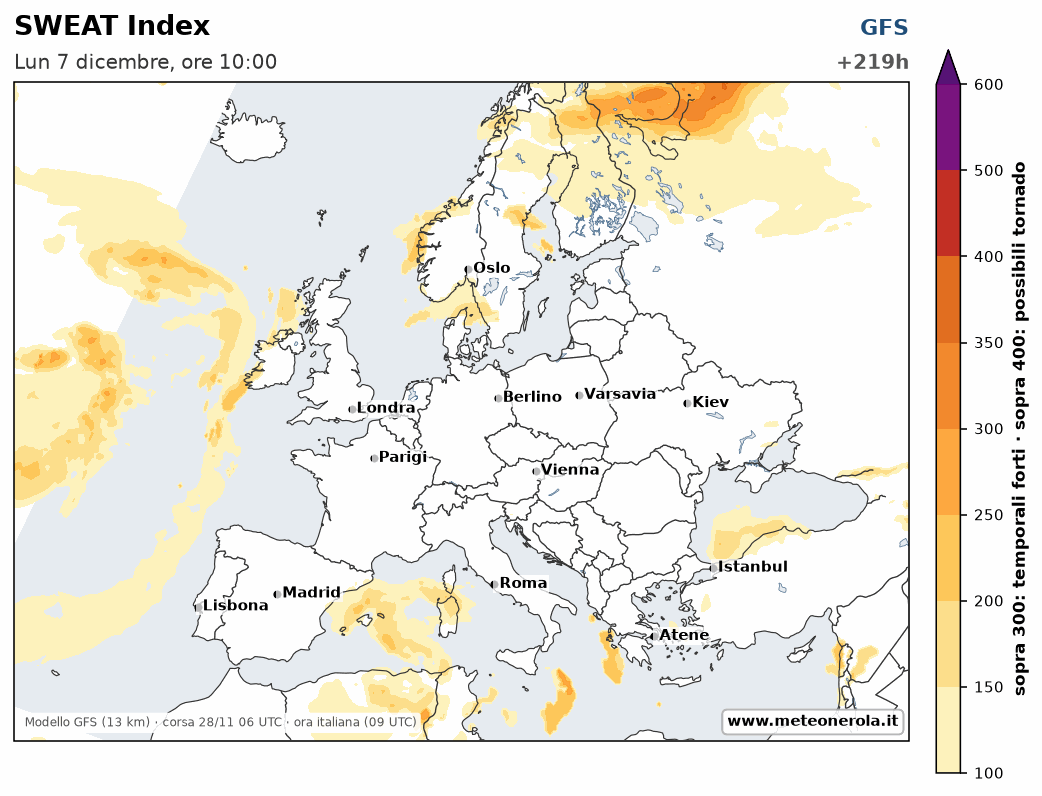 SWEAT Index
GFS
Lun 7 dicembre, ore 10:00
+219h
Oslo
Berlino
Varsavia
Kiev
Londra
Parigi
Vienna
Istanbul
Roma
Madrid
Lisbona
Atene
Modello GFS (13 km) · corsa 28/11 06 UTC · ora italiana (09 UTC)
www.meteonerola.it
600
500
400
350
300
250
200
150
100
sopra 300: temporali forti · sopra 400: possibili tornado